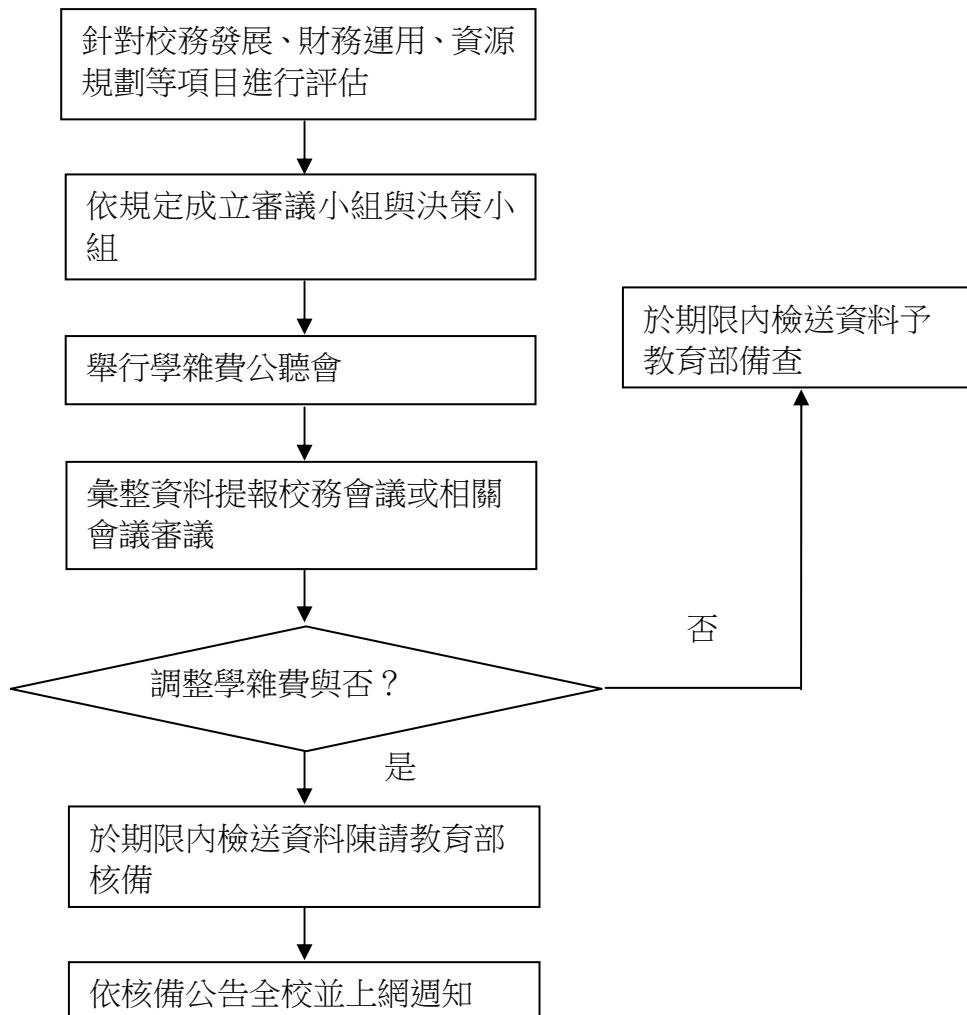 針對校務發展、財務運用、資源
規劃等項目進行評估
依規定成立審議小組與決策小
組
舉行學雜費公聽會
於期限內檢送資料予
教育部備查
彙整資料提報校務會議或相關
會議審議
否
調整學雜費與否？
是
於期限內檢送資料陳請教育部
核備
依核備公告全校並上網週知